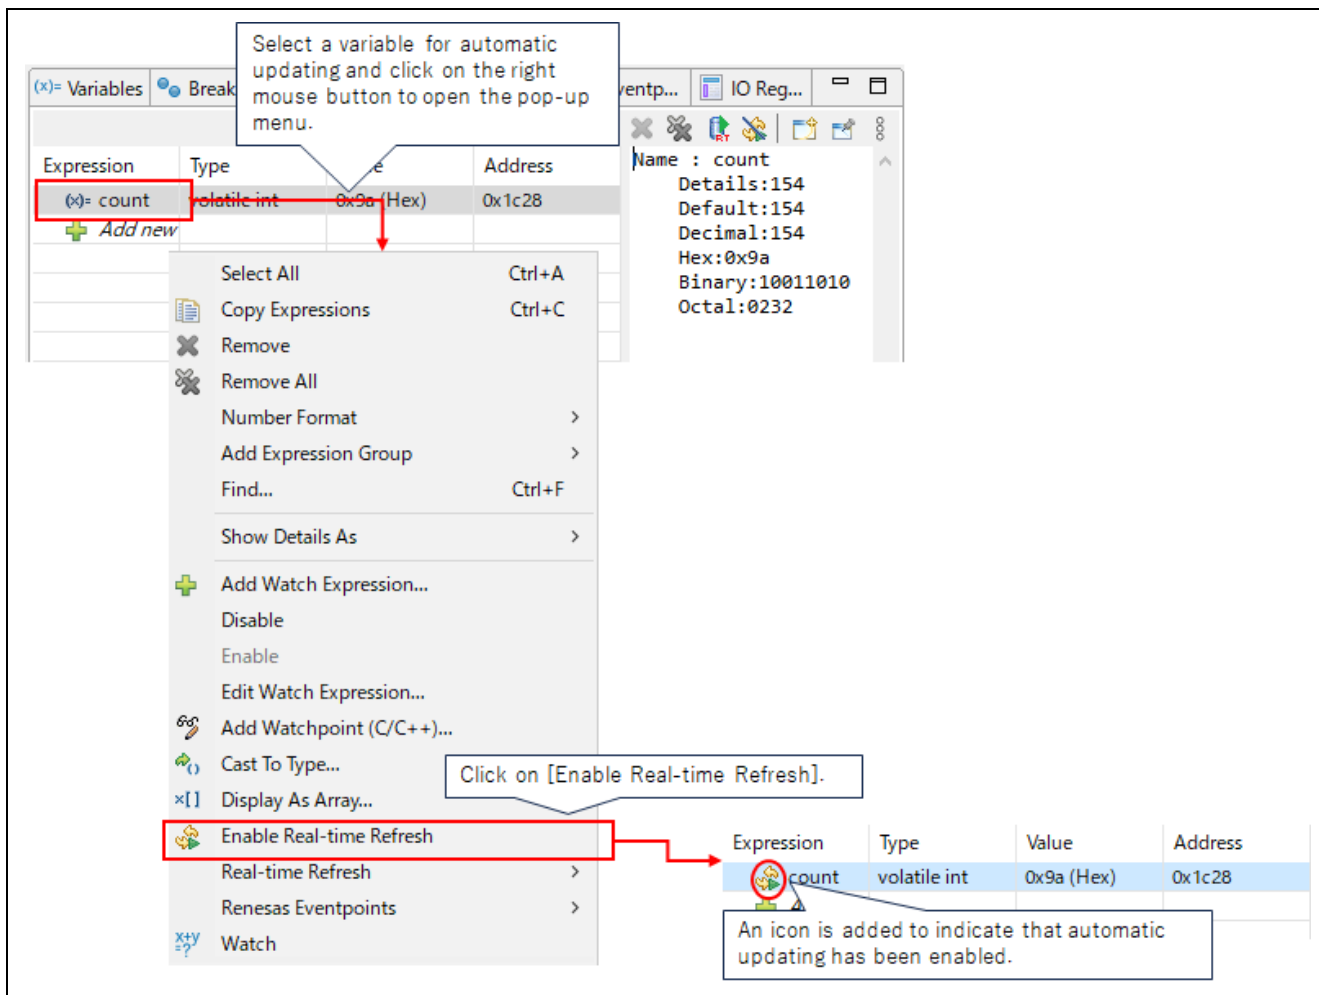 Select a variable for automatic
updating and click on the right
mouse button to open the pop-up
menu.
(x)= Variables Break ventp... IO Reg...
Expression Type Address
(x)= count volatile int 0x9a (Hex) 0x1c28
Add new
Name : count
Details:154
Default:154
Decimal:154
Hex:0x9a
Binary:10011010
Octal:0232
Select All Ctrl+A
Copy Expressions Ctrl+C
Remove
Remove All
Number Format >
Add Expression Group >
Find... Ctrl+F
Show Details As >
Add Watch Expression...
Disable
Enable
Edit Watch Expression...
Add Watchpoint (C/C++)...
Cast To Type...
Display As Array...
Click on [Enable Real-time Refresh].
Enable Real-time Refresh
Real-time Refresh >
Renesas Eventpoints >
Watch
Expression Type Value Address
count volatile int 0x9a (Hex) 0x1c28
An icon is added to indicate that automatic
updating has been enabled.